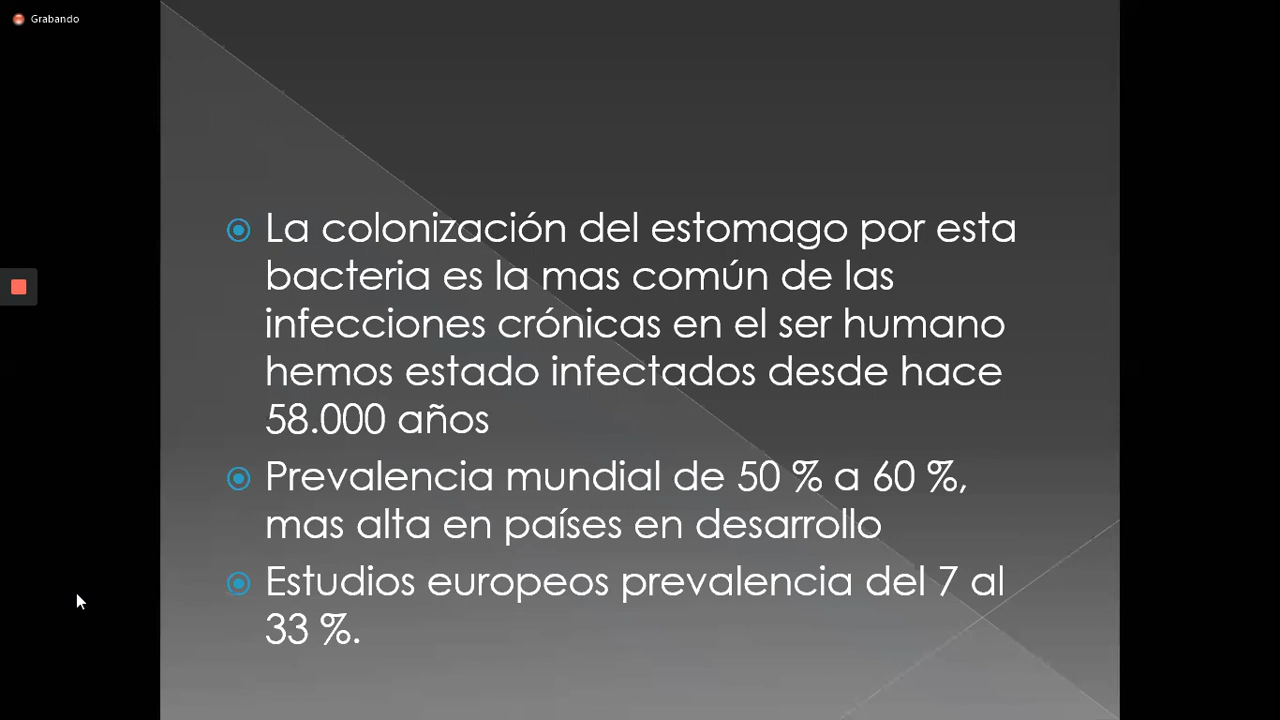 Grabando
La colonización del estomago por esta
bacteria es la mas común de las
infecciones crónicas en el ser humano
hemos estado infectados desde hace
58.000 años
Prevalencia mundial de 50 % a 60 %,
mas alta en países en desarrollo
Estudios europeos prevalencia del 7 al
33 %.